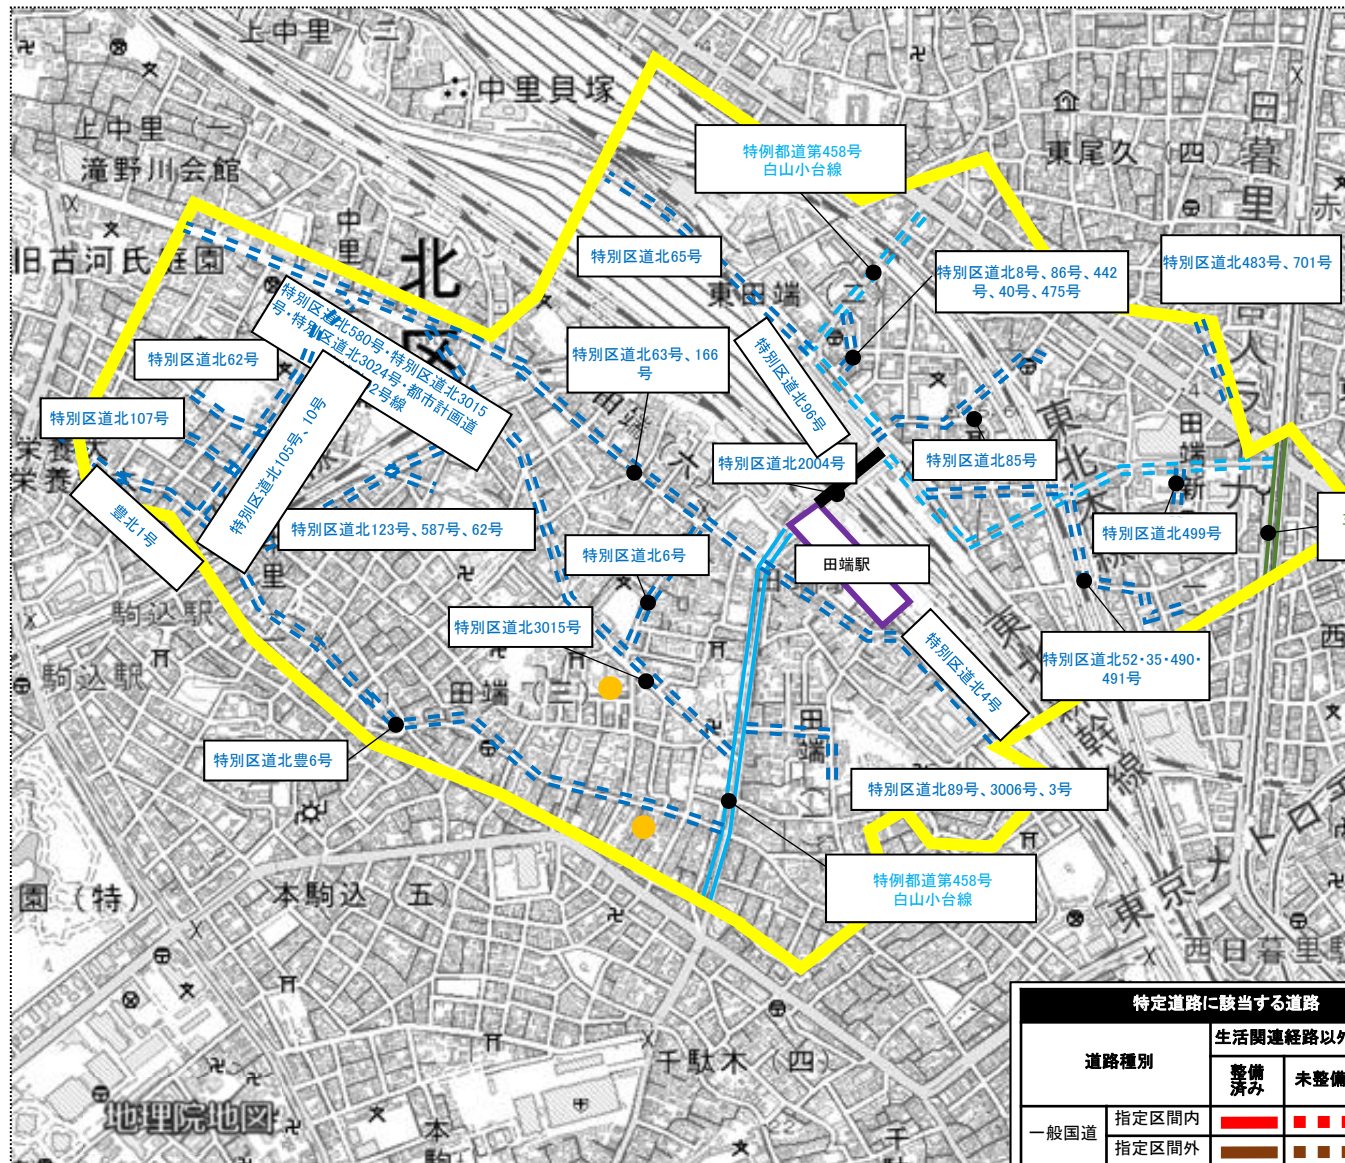 上中里（二）
中里貝塚
上中里（一
滝野川会館
旧古河氏庭園
中里
北
区
東田端
東尾久（四）
日暮里
赤
特例都道第458号
白山小台線
特別区道北65号
特別区道北8号、86号、442
号、40号、475号
特別区道北483号、701号
特別区道北580号・特別区道北3015
号・特別区道北3024号・都市計画道
2号線
特別区道北62号
特別区道北63号、166
号
特別区道北96号
特別区道北107号
特別区道北105号、10号
特別区道北2004号
特別区道北85号
豊北1号
特別区道北123号、587号、62号
特別区道北6号
田端駅
特別区道北499号
特別区道北3015号
特別区道北4号
特別区道北52・35・490・
491号
駒込駅
駒込駅
田端（三）
田端
特別区道北豊6号
特別区道北89号、3006号、3号
特例都道第458号
白山小台線
園（特）
本駒込 五
西日暮里駅
千駄木（四）
地理院地図
本駒
特定道路に該当する道路
道路種別
生活関連経路以外
整備
済み
未整備
一般国道
指定区間内
指定区間外